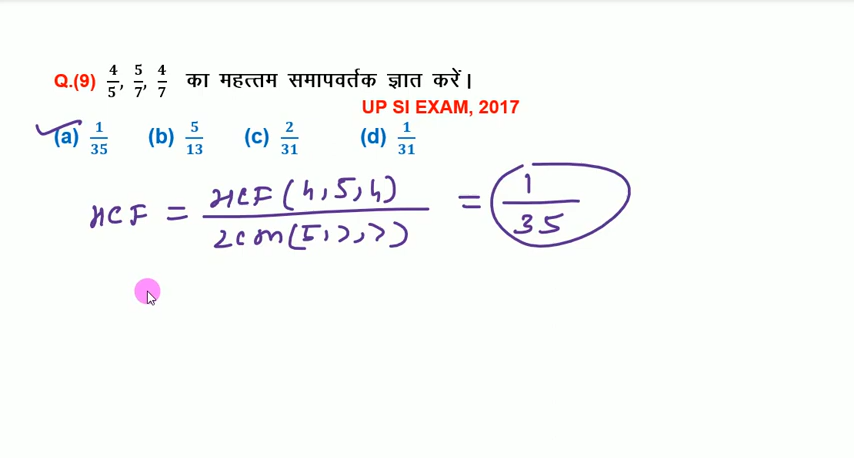 Q.(9) 4/5, 5/7, 4/7 का महत्तम समापवर्तक ज्ञात करें।
UP SI EXAM, 2017
(a) 1/35 (b) 5/13 (c) 2/31 (d) 1/31
HCF = HCF(4,5,4) / LCM(5,7,7) = 1/35